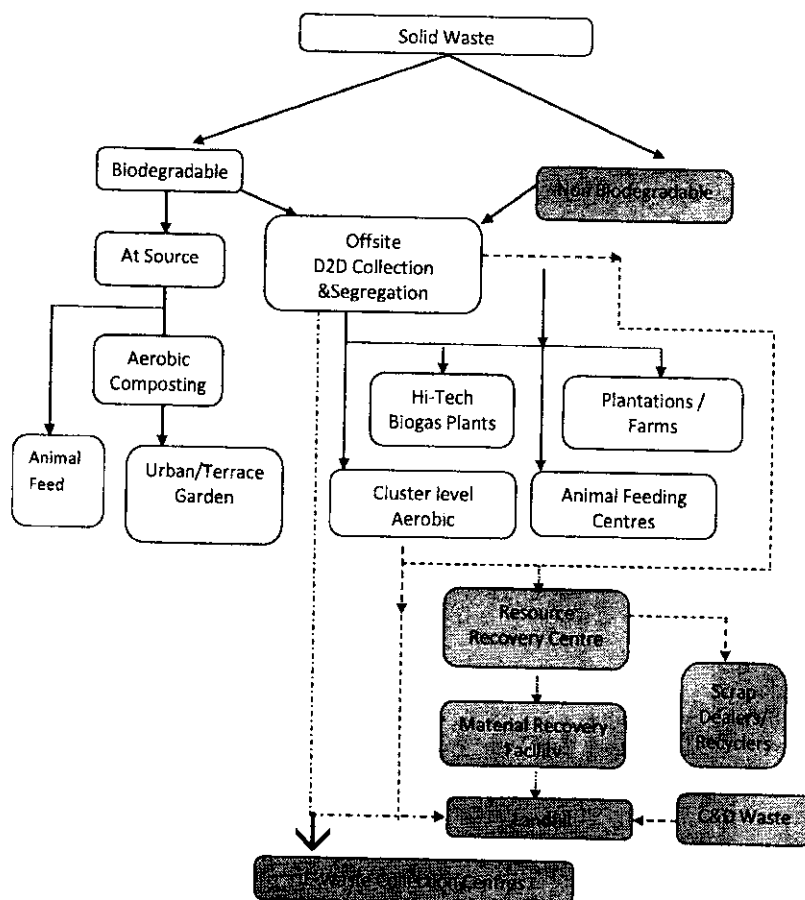 Solid Waste
Biodegradable
Non Biodegradable
Offsite
D2D Collection
&Segregation
At Source
Aerobic
Composting
Hi-Tech
Biogas Plants
Plantations /
Farms
Animal
Feed
Urban/Terrace
Garden
Cluster level
Aerobic
Animal Feeding
Centres
Resource
Recovery Centre
Scrap
Dealers/
Recyclers
Material Recovery
Facility
Landfill
C&D Waste
Collection Centres